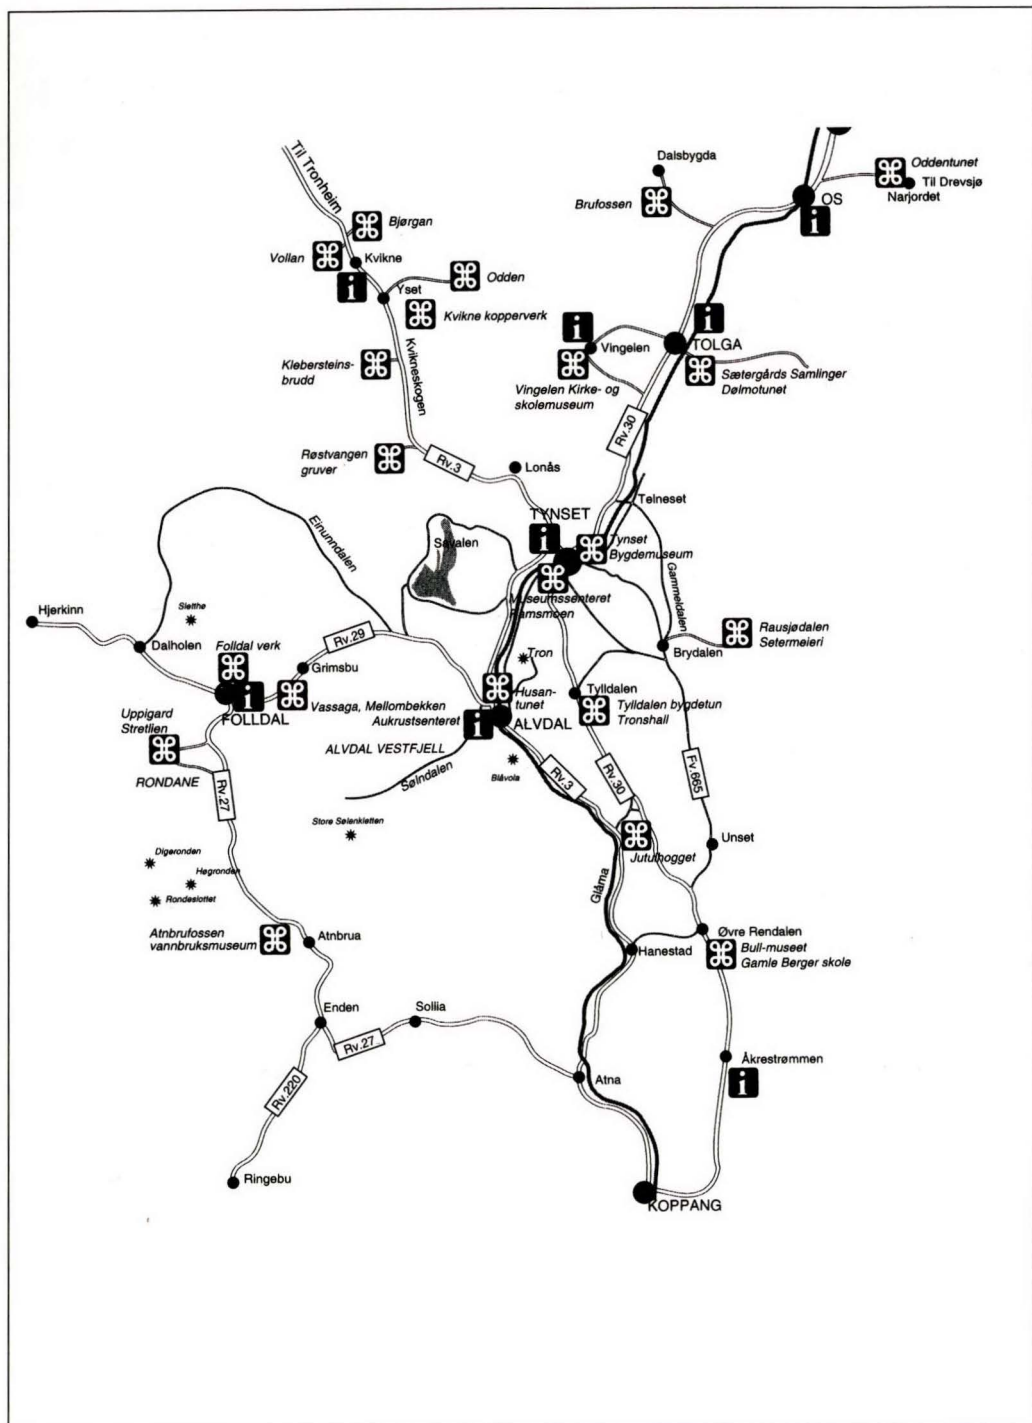 Til Tronheim
Dalsbygda
Oddentunet
Til Drevsjø
Narjordet
OS
Brufossen
Bjørgan
Vollan
Kvikne
i
Odden
Yset
Kvikne kopperverk
Kvikneskogen
Klebersteins-
brudd
i
i
i
TOLGA
Vingelen
Sætergårds Samlinger
Dølmotunet
Vingelen Kirke- og
skolemuseum
Rv.30
Røstvangen
gruver
Rv.3
Lonås
Telneset
TYNSET
i
Tynset
Bygdemuseum
Einunndalen
Savalen
Gammeldalen
Museumssenteret
Ramsmoen
Hjerkinn
Sletthø
Dalholen
Folldal verk
Rv.29
Grimsbu
Rausjødalen
Setermeieri
Brydalen
Tron
Tylldalen
Tylldalen bygdetun
Tronshall
Husan-
tunet
i
FOLLDAL
Vassaga, Mellombekken
Aukrustsenteret
i
ALVDAL
Uppigard
Stretlien
RONDANE
ALVDAL VESTFJELL
Sølndalen
Blåvola
Rv.3
Rv.30
Fv.665
Rv.27
Store Sølenkletten
Unset
Jutulhogget
Digeronden
Høgronden
Rondeslottet
Glåma
Atnbrufossen
vannbruksmuseum
Atnbrua
Hanestad
Øvre Rendalen
Bull-museet
Gamle Berger skole
Enden
Sollia
Rv.27
Åkrestrømmen
i
Atna
Rv.220
Ringebu
KOPPANG